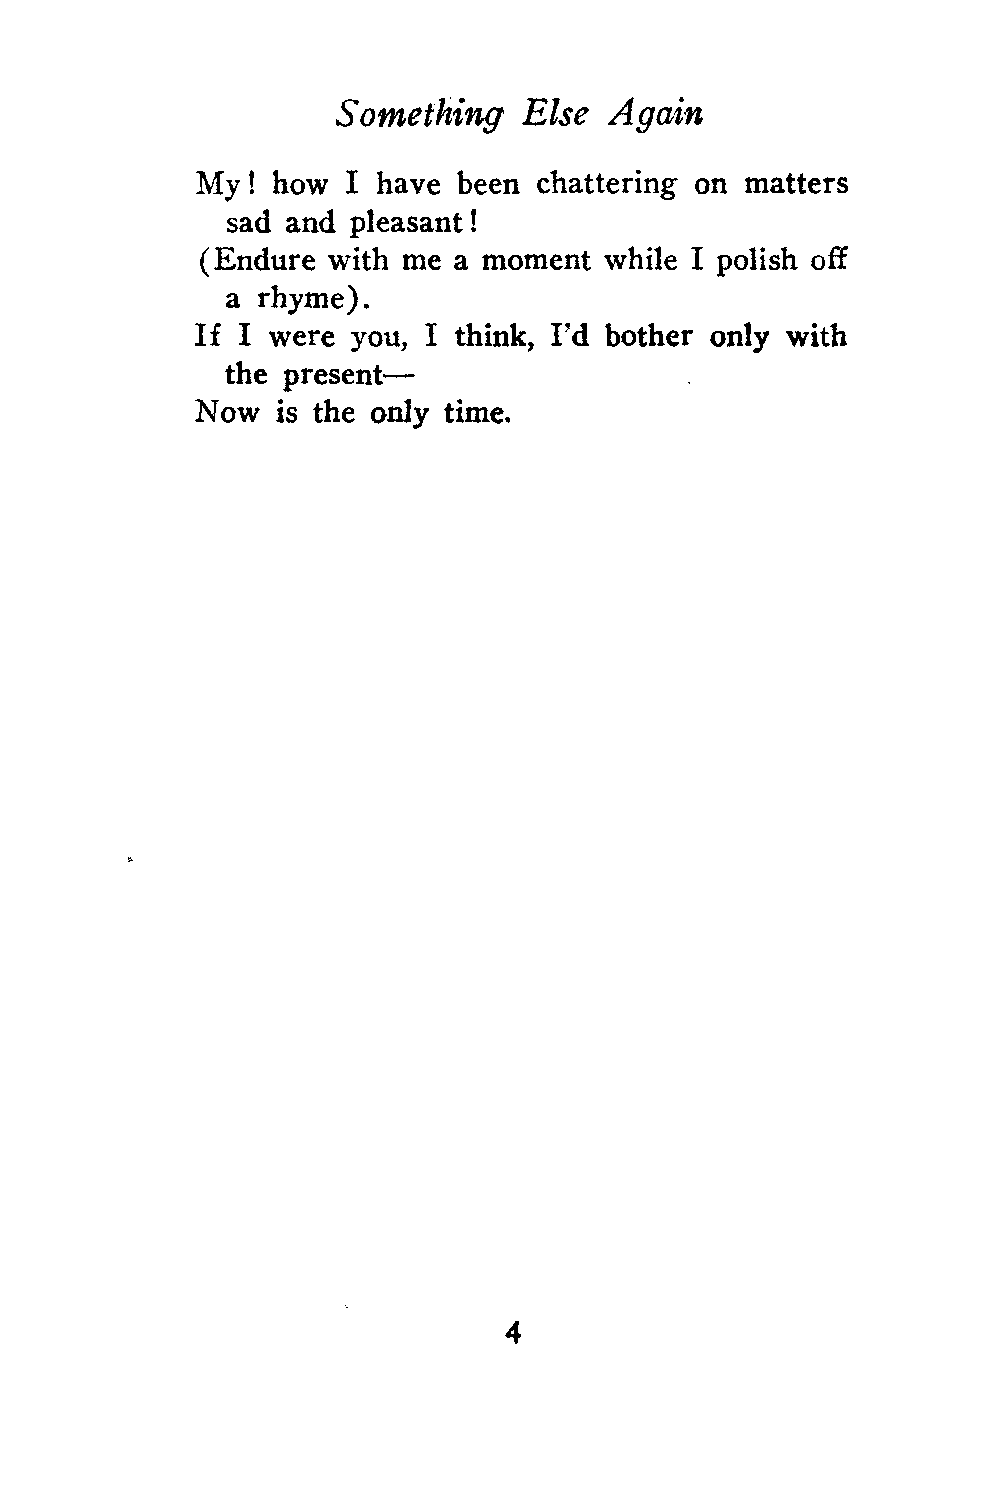 Something Else Again
My! how I have been chattering on matters
sad and pleasant!
(Endure with me a moment while I polish off
a rhyme).
If I were you, I think, I'd bother only with
the present—
Now is the only time.
4